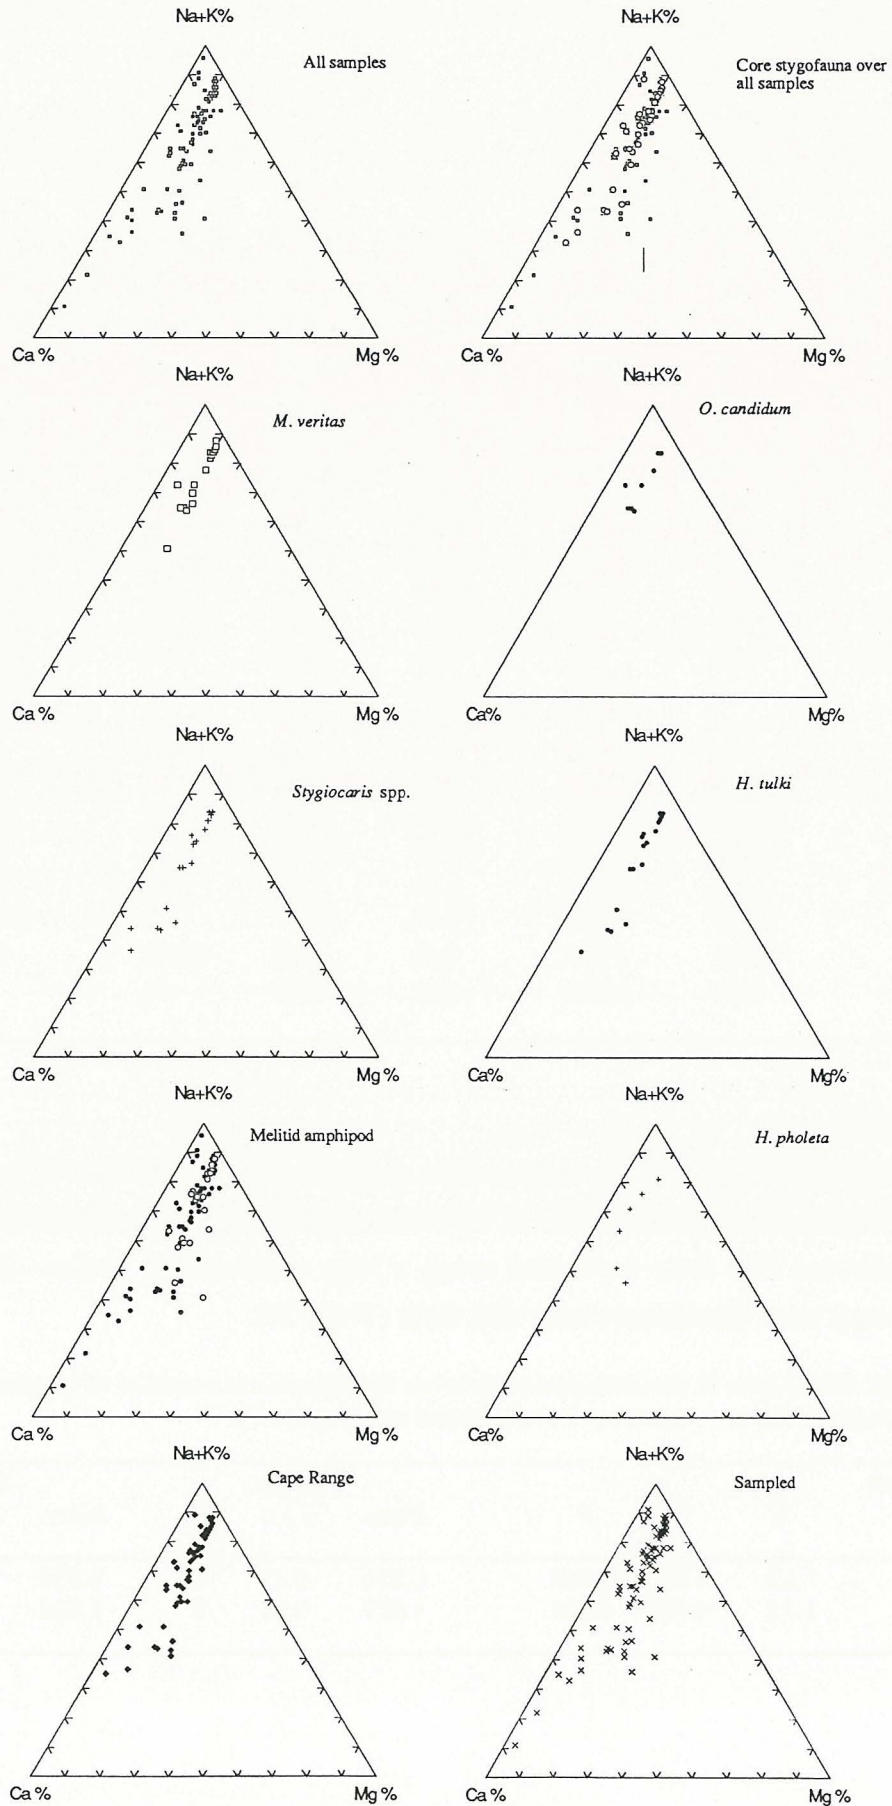 Na+K%
All samples
Ca %
Mg %
Na+K%
Core stygofauna over
all samples
Ca %
Mg %
Na+K%
M. veritas
Ca %
Mg %
Na+K%
O. candidum
Ca%
Mg%
Na+K%
Stygiocaris spp.
Ca %
Mg %
Na+K%
H. tulki
Ca%
Mg%
Na+K%
Melitid amphipod
Ca %
Mg %
Na+K%
H. pholeta
Ca%
Mg%
Na+K%
Cape Range
Ca %
Mg %
Na+K%
Sampled
Ca %
Mg %